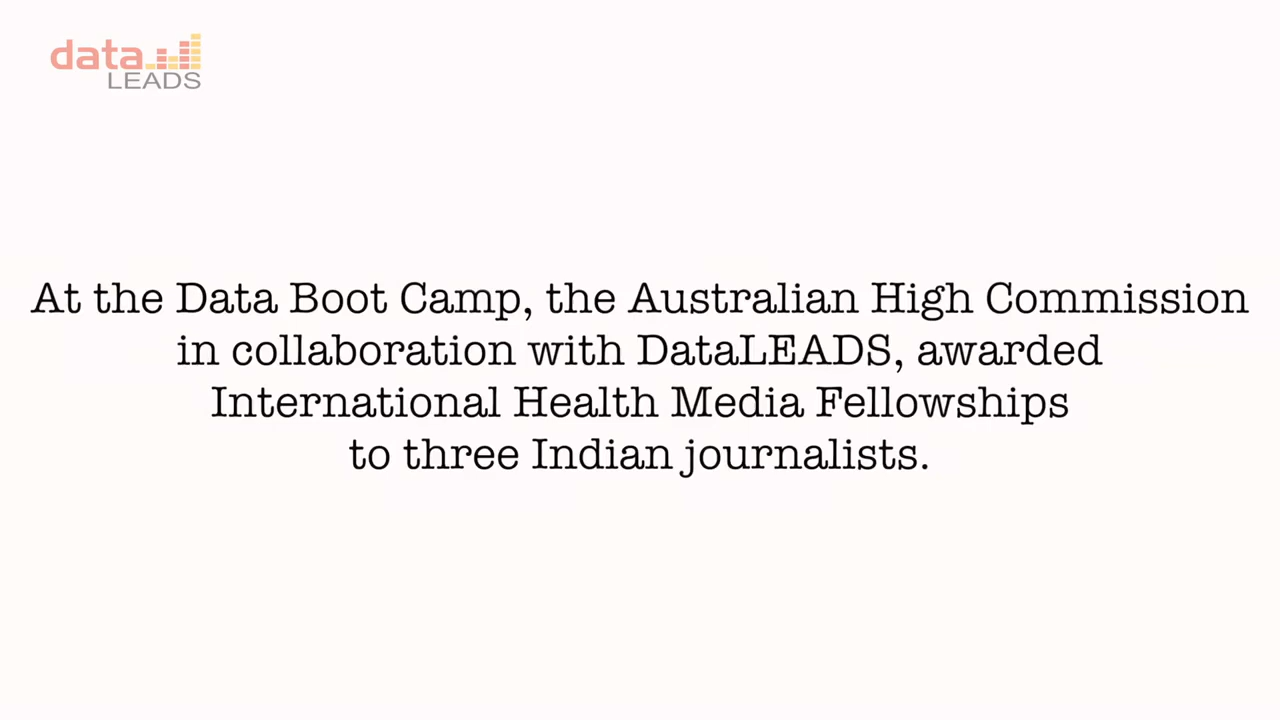 data
LEADS
At the Data Boot Camp, the Australian High Commission
in collaboration with DataLEADS, awarded
International Health Media Fellowships
to three Indian journalists.